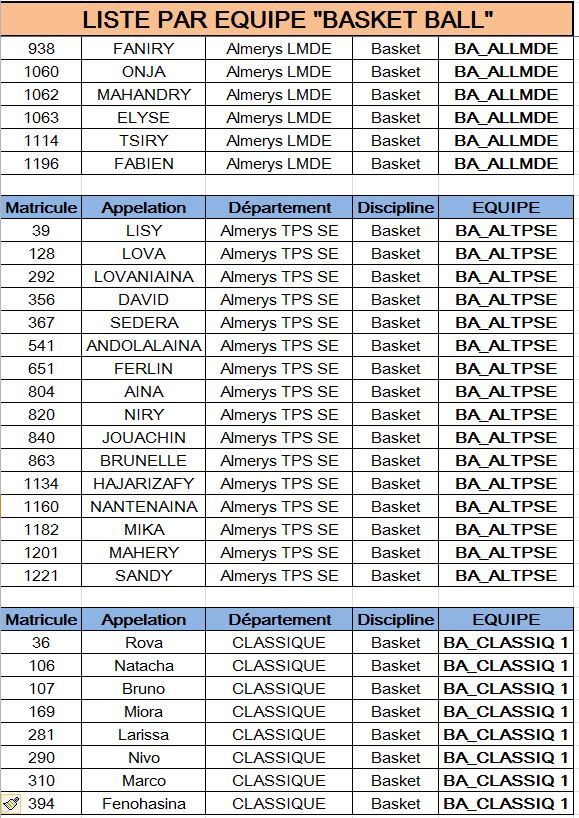 LISTE PAR EQUIPE "BASKET BALL"
938 FANIRY Almerys LMDE Basket BA_ALLMDE
1060 ONJA Almerys LMDE Basket BA_ALLMDE
1062 MAHANDRY Almerys LMDE Basket BA_ALLMDE
1063 ELYSE Almerys LMDE Basket BA_ALLMDE
1114 TSIRY Almerys LMDE Basket BA_ALLMDE
1196 FABIEN Almerys LMDE Basket BA_ALLMDE
Matricule Appelation Département Discipline EQUIPE
39 LISY Almerys TPS SE Basket BA_ALTPSE
128 LOVA Almerys TPS SE Basket BA_ALTPSE
292 LOVANIAINA Almerys TPS SE Basket BA_ALTPSE
356 DAVID Almerys TPS SE Basket BA_ALTPSE
367 SEDERA Almerys TPS SE Basket BA_ALTPSE
541 ANDOLALAINA Almerys TPS SE Basket BA_ALTPSE
651 FERLIN Almerys TPS SE Basket BA_ALTPSE
804 AINA Almerys TPS SE Basket BA_ALTPSE
820 NIRY Almerys TPS SE Basket BA_ALTPSE
840 JOUACHIN Almerys TPS SE Basket BA_ALTPSE
863 BRUNELLE Almerys TPS SE Basket BA_ALTPSE
1134 HAJARIZAFY Almerys TPS SE Basket BA_ALTPSE
1160 NANTENAINA Almerys TPS SE Basket BA_ALTPSE
1182 MIKA Almerys TPS SE Basket BA_ALTPSE
1201 MAHERY Almerys TPS SE Basket BA_ALTPSE
1221 SANDY Almerys TPS SE Basket BA_ALTPSE
Matricule Appelation Département Discipline EQUIPE
36 Rova CLASSIQUE Basket BA_CLASSIQ 1
106 Natacha CLASSIQUE Basket BA_CLASSIQ 1
107 Bruno CLASSIQUE Basket BA_CLASSIQ 1
169 Miora CLASSIQUE Basket BA_CLASSIQ 1
281 Larissa CLASSIQUE Basket BA_CLASSIQ 1
290 Nivo CLASSIQUE Basket BA_CLASSIQ 1
310 Marco CLASSIQUE Basket BA_CLASSIQ 1
394 Fenohasina CLASSIQUE Basket BA_CLASSIQ 1